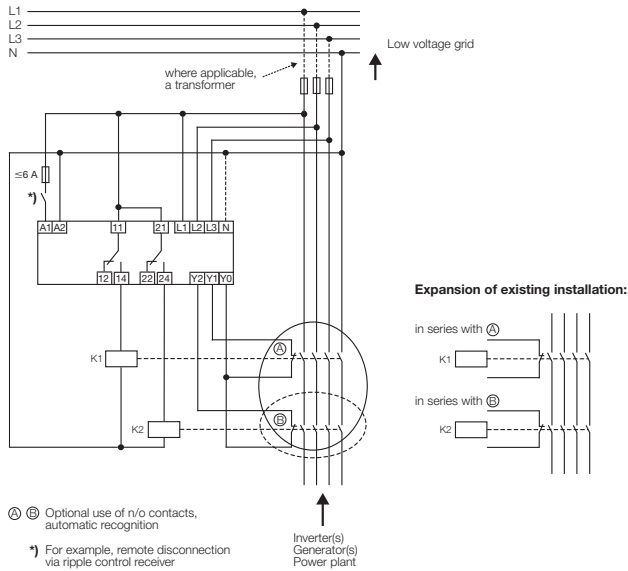 L1
L2
L3
N
Low voltage grid
where applicable,
a transformer
≤6 A
*)
A1 A2 11 21 L1 L2 L3 N
12 14 22 24 Y2 Y1 Y0
Expansion of existing installation:
in series with Ⓐ
K1
in series with Ⓑ
K2
Ⓐ
K1
Ⓑ
K2
Ⓐ Ⓑ Optional use of n/o contacts,
automatic recognition
*) For example, remote disconnection
via ripple control receiver
Inverter(s)
Generator(s)
Power plant